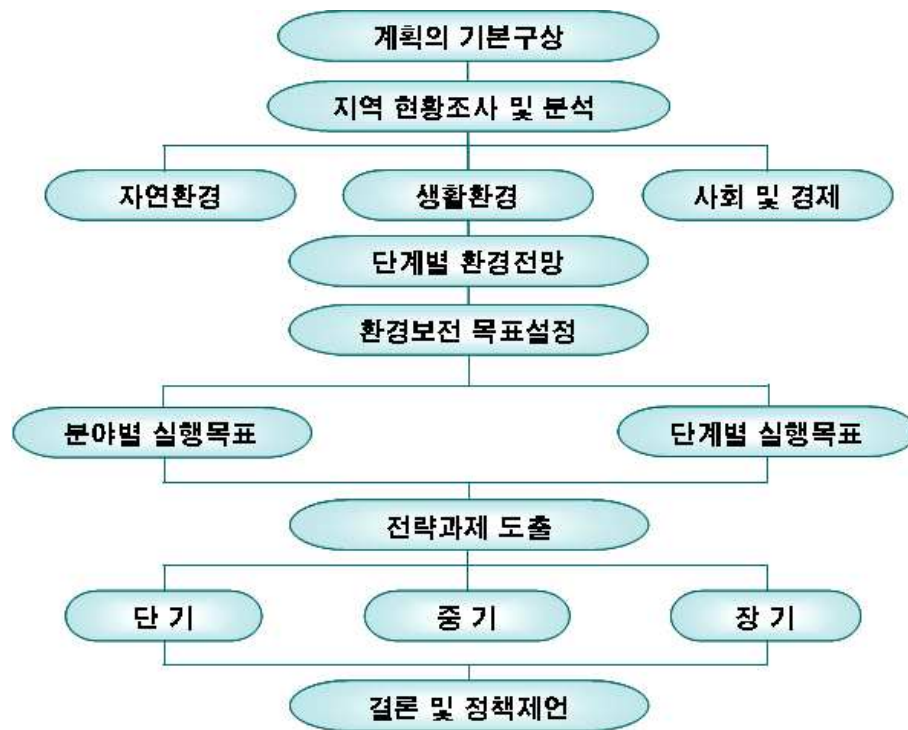 계획의 기본구상
지역 현황조사 및 분석
자연환경
생활환경
사회 및 경제
단계별 환경전망
환경보전 목표설정
분야별 실행목표
단계별 실행목표
전략과제 도출
단 기
중 기
장 기
결론 및 정책제언